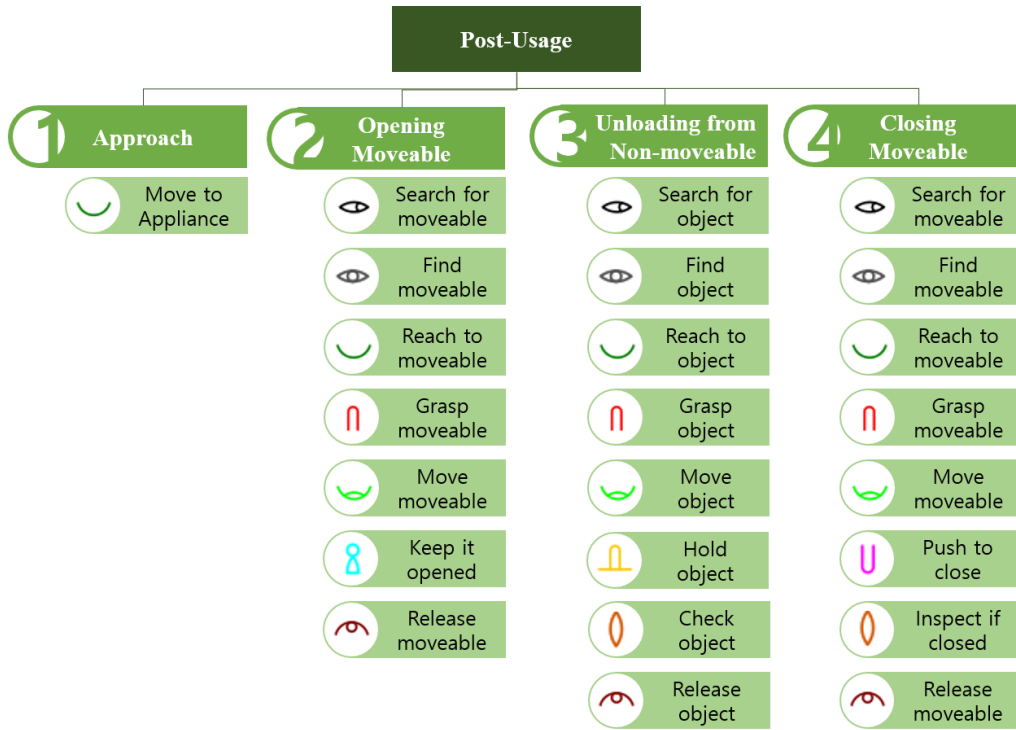 Post-Usage
1
Approach
Move to
Appliance
2
Opening
Moveable
Search for
moveable
Find
moveable
Reach to
moveable
Grasp
moveable
Move
moveable
Keep it
opened
Release
moveable
3
Unloading from
Non-moveable
Search for
object
Find
object
Reach to
object
Grasp
object
Move
object
Hold
object
Check
object
Release
object
4
Closing
Moveable
Search for
moveable
Find
moveable
Reach to
moveable
Grasp
moveable
Move
moveable
Push to
close
Inspect if
closed
Release
moveable